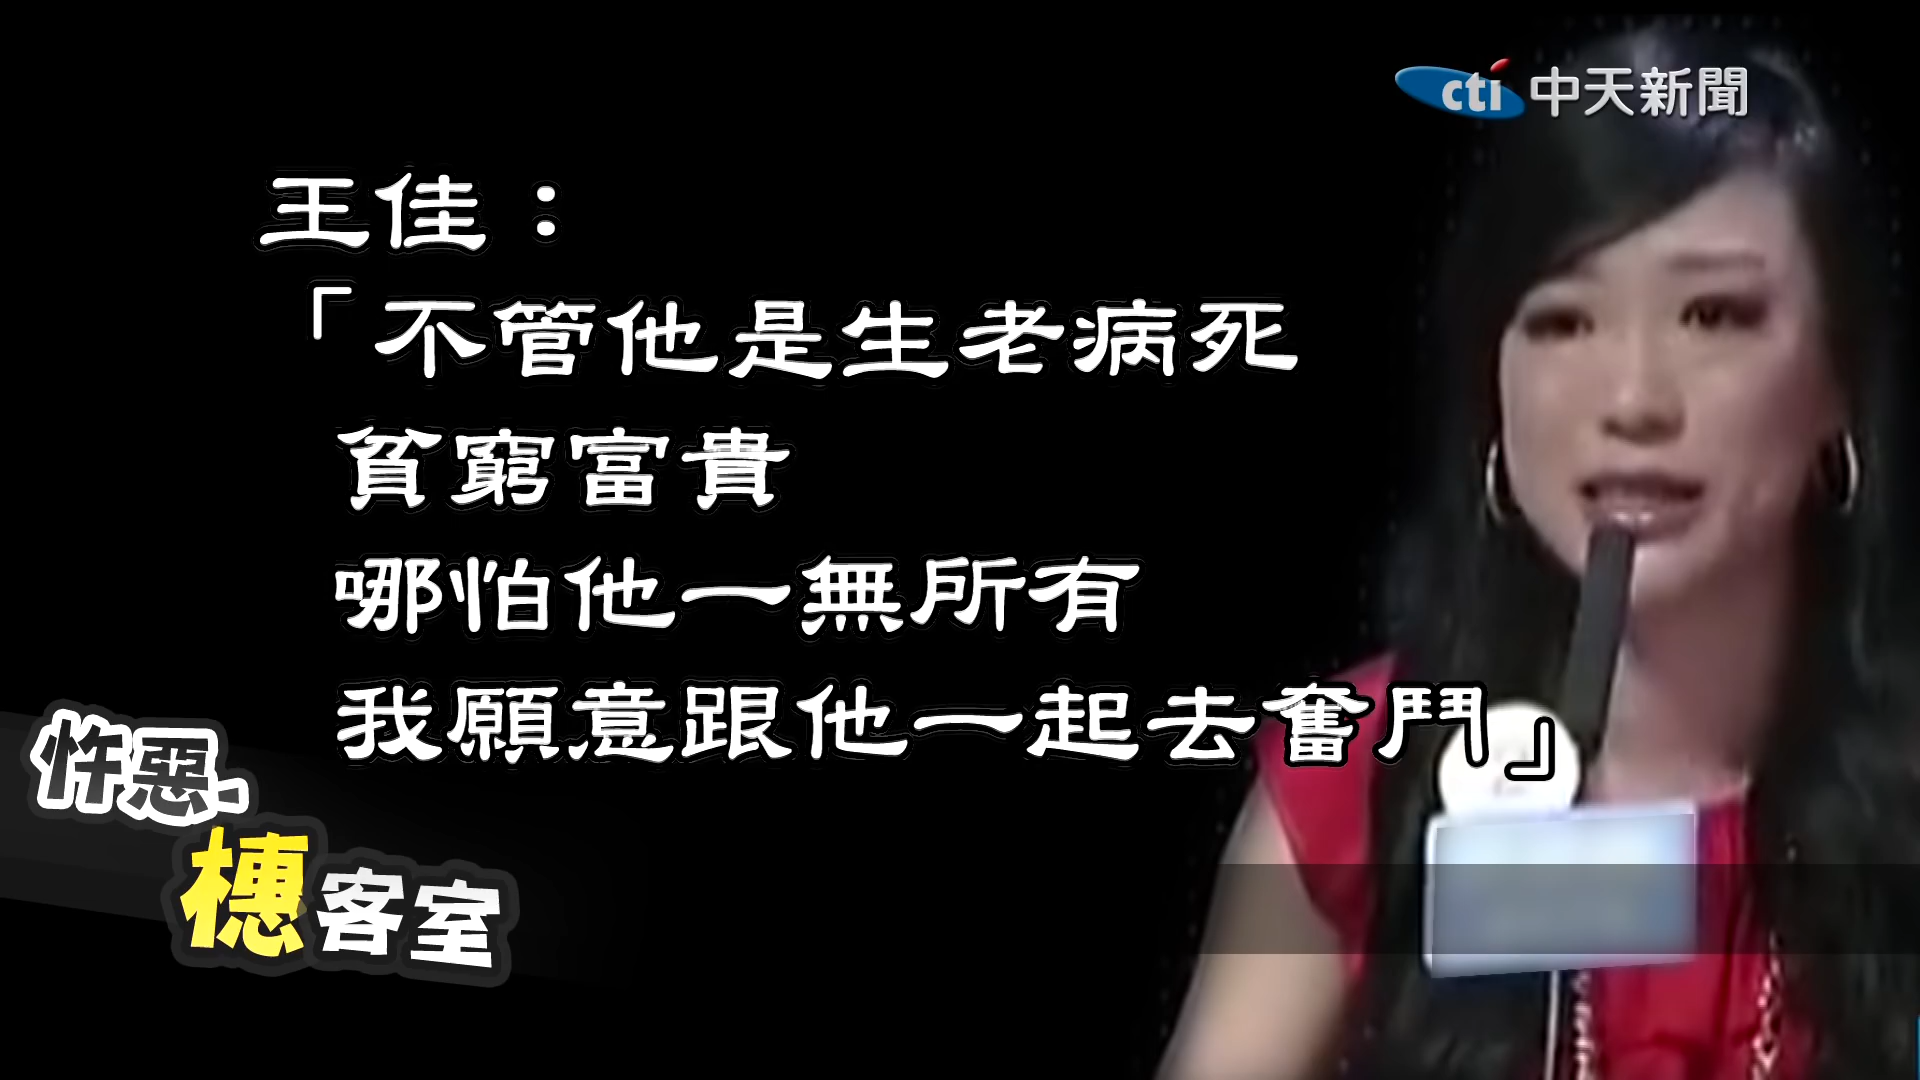 cti 中天新聞
王佳：
「不管他是生老病死
貧窮富貴
哪怕他一無所有
我願意跟他一起去奮鬥」
忤惡-
橞客室